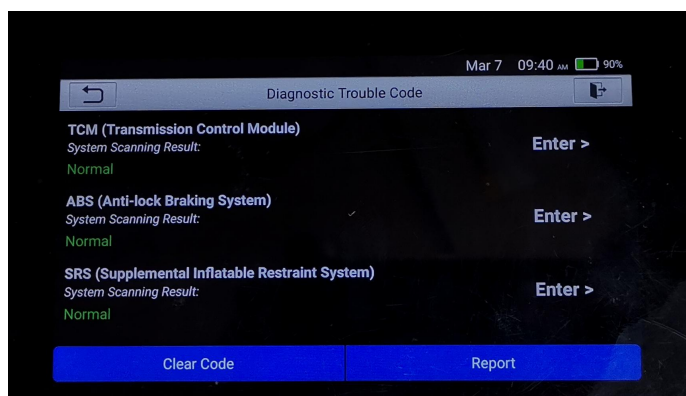 Mar 7 09:40 AM 90%
Diagnostic Trouble Code
TCM (Transmission Control Module)
System Scanning Result:
Enter >
Normal
ABS (Anti-lock Braking System)
System Scanning Result:
Enter >
Normal
SRS (Supplemental Inflatable Restraint System)
System Scanning Result:
Enter >
Normal
Clear Code Report